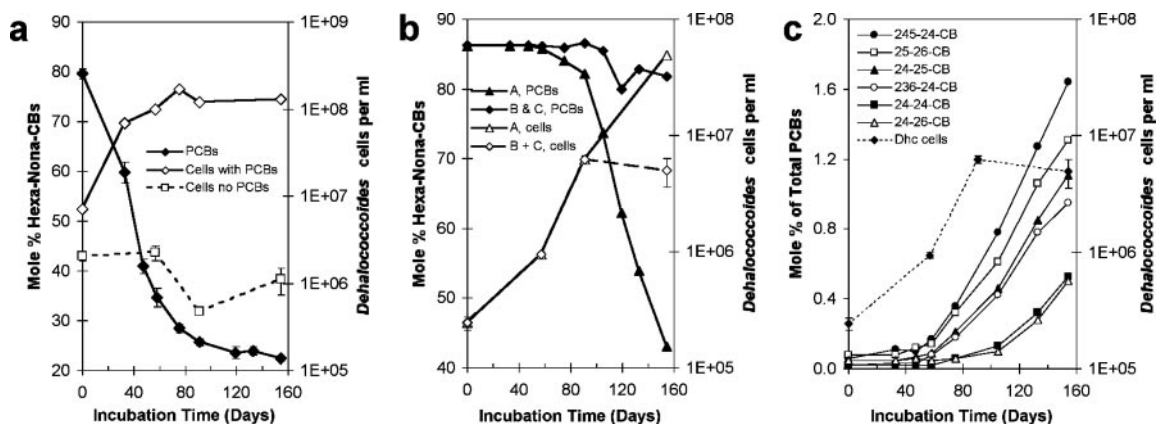 a
Mole % Hexa-Nona-CBs
90
80
70
60
50
40
30
20
PCBs
Cells with PCBs
Cells no PCBs
1E+09
1E+08
1E+07
1E+06
1E+05
Dehalococcoides cells per ml
0 40 80 120 160
Incubation Time (Days)
b
Mole % Hexa-Nona-CBs
90
80
70
60
50
40
A, PCBs
B & C, PCBs
A, cells
B + C, cells
1E+08
1E+07
1E+06
1E+05
Dehalococcoides cells per ml
0 40 80 120 160
Incubation Time (Days)
c
Mole % of Total PCBs
2.0
1.6
1.2
0.8
0.4
0.0
245-24-CB
25-26-CB
24-25-CB
236-24-CB
24-24-CB
24-26-CB
Dhc cells
1E+08
1E+07
1E+06
1E+05
Dehalococcoides cells per ml
0 40 80 120 160
Incubation Time (Days)